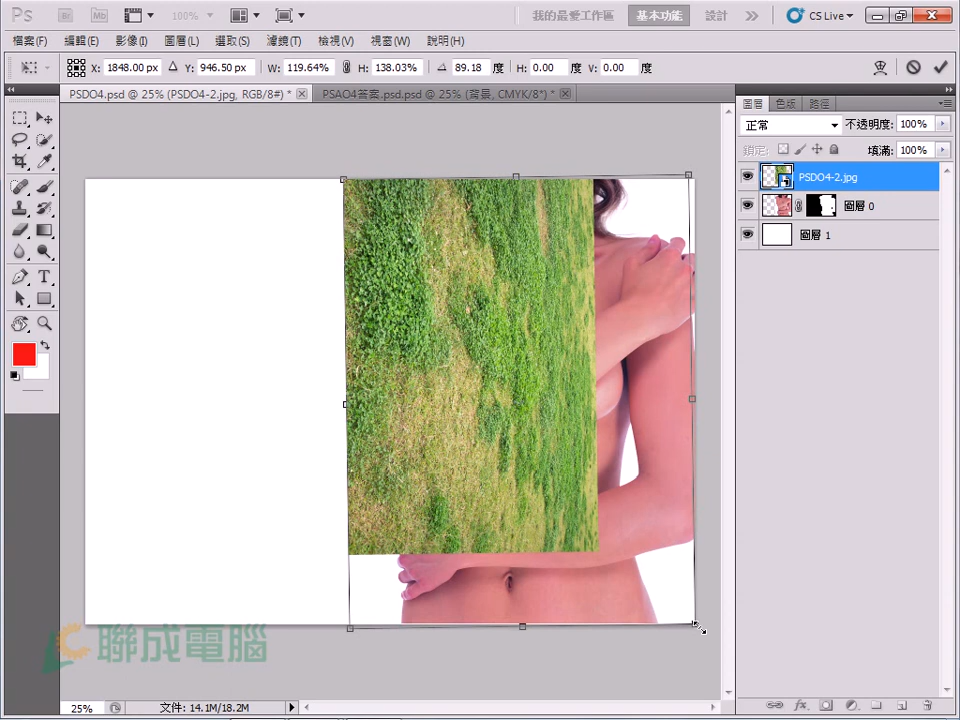 Ps Br Mb 100% 我的最愛工作區 基本功能 設計 CS Live
檔案(F) 編輯(E) 影像(I) 圖層(L) 選取(S) 濾鏡(T) 檢視(V) 視窗(W) 說明(H)
X: 1848.00 px Y: 946.50 px W: 119.64% H: 138.03% 89.18 度 H: 0.00 度 V: 0.00 度
PSDO4.psd @ 25% (PSDO4-2.jpg, RGB/8#) * PSAO4答案.psd.psd @ 25% (背景, CMYK/8*) *
圖層 色版 路徑
正常 不透明度: 100%
鎖定: 填滿: 100%
PSDO4-2.jpg
圖層 0
圖層 1
T
聯成電腦
25% 文件: 14.1M/18.2M
fx